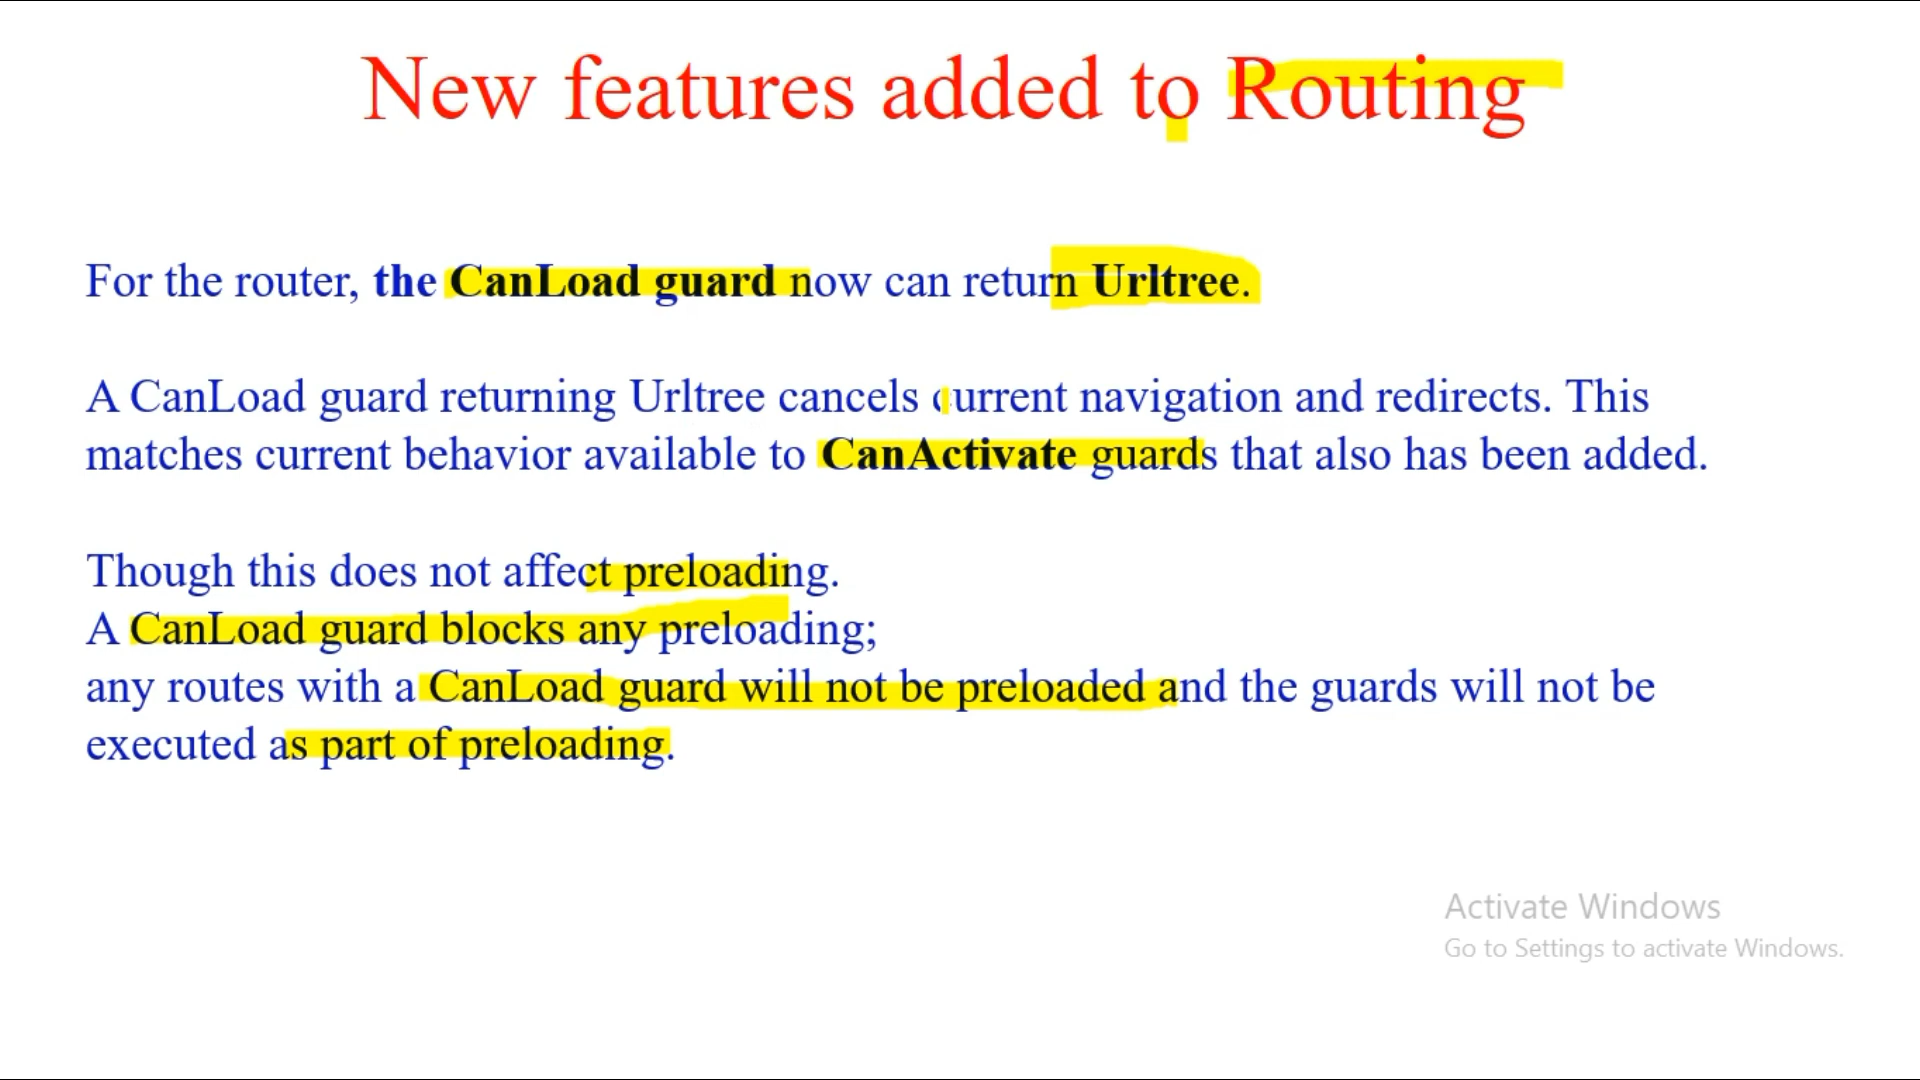 New features added to Routing
For the router, the CanLoad guard now can return Urltree.
A CanLoad guard returning Urltree cancels current navigation and redirects. This
matches current behavior available to CanActivate guards that also has been added.
Though this does not affect preloading.
A CanLoad guard blocks any preloading;
any routes with a CanLoad guard will not be preloaded and the guards will not be
executed as part of preloading.
Activate Windows
Go to Settings to activate Windows.